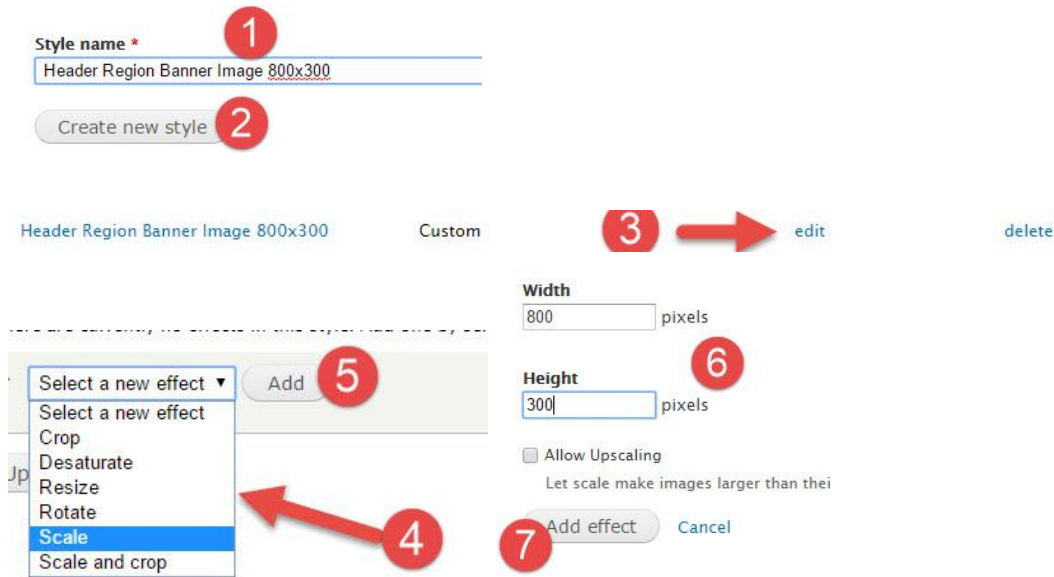 1
Style name *
Header Region Banner Image 800x300
Create new style 2
Header Region Banner Image 800x300 Custom 3 edit delete
Select a new effect Add 5
Select a new effect
Crop
Desaturate
Resize
Rotate
Scale
Scale and crop
4
Width
800 pixels
6
Height
300 pixels
Allow Upscaling
Let scale make images larger than thei
7 Add effect Cancel